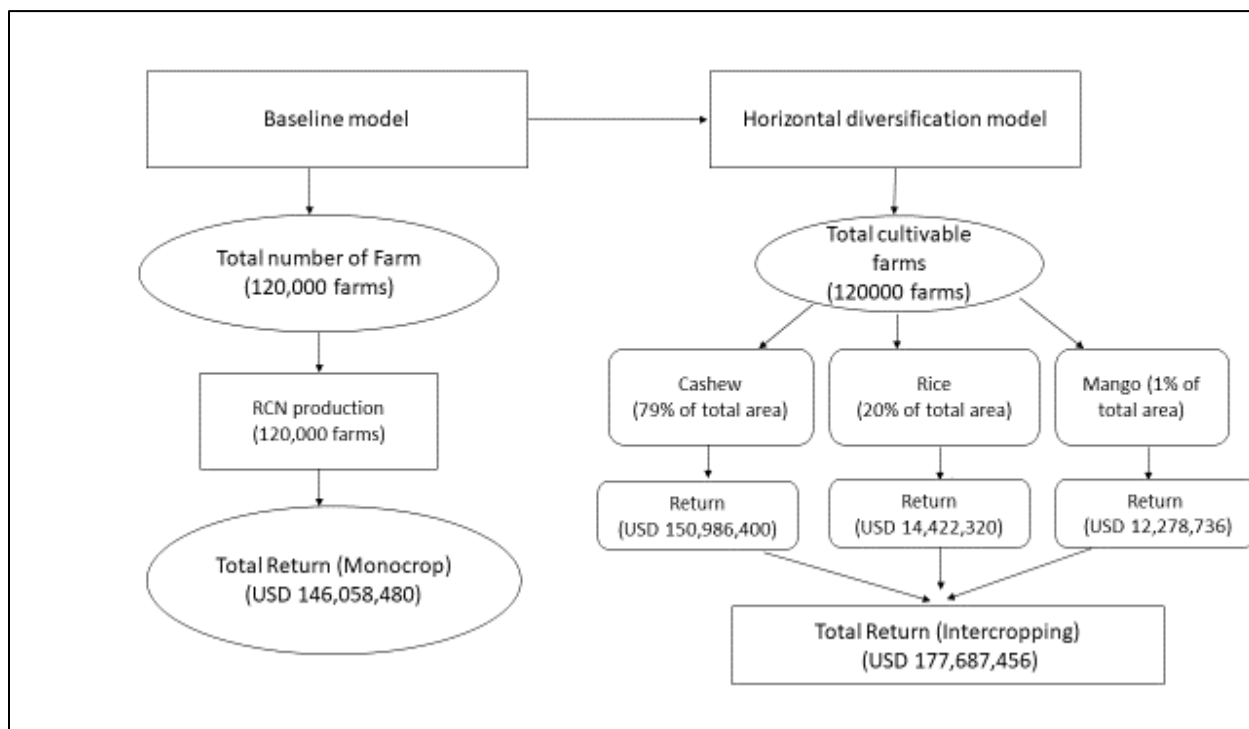 Baseline model
Horizontal diversification model
Total number of Farm
(120,000 farms)
Total cultivable
farms
(120000 farms)
RCN production
(120,000 farms)
Cashew
(79% of total area)
Rice
(20% of total area)
Mango (1% of
total area)
Return
(USD 150,986,400)
Return
(USD 14,422,320)
Return
(USD 12,278,736)
Total Return (Monocrop)
(USD 146,058,480)
Total Return (Intercropping)
(USD 177,687,456)